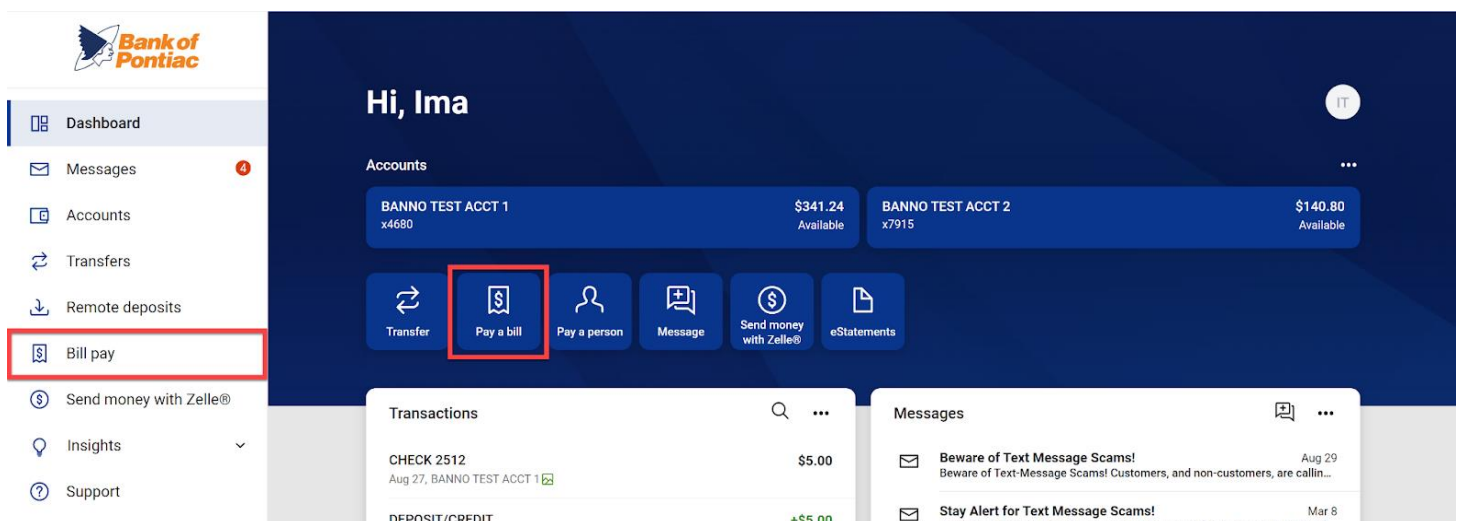 Bank of
Pontiac
Dashboard
Messages
4
Accounts
Transfers
Remote deposits
Bill pay
Send money with Zelle®
Insights
Support
Hi, Ima
IT
Accounts
BANNO TEST ACCT 1
$341.24
x4680
Available
BANNO TEST ACCT 2
$140.80
x7915
Available
Transfer
Pay a bill
Pay a person
Message
Send money
with Zelle®
eStatements
Transactions
CHECK 2512
$5.00
Aug 27, BANNO TEST ACCT 1
DEPOSIT/CREDIT
+$5.00
Messages
Beware of Text Message Scams!
Aug 29
Beware of Text-Message Scams! Customers, and non-customers, are callin...
Stay Alert for Text Message Scams!
Mar 8